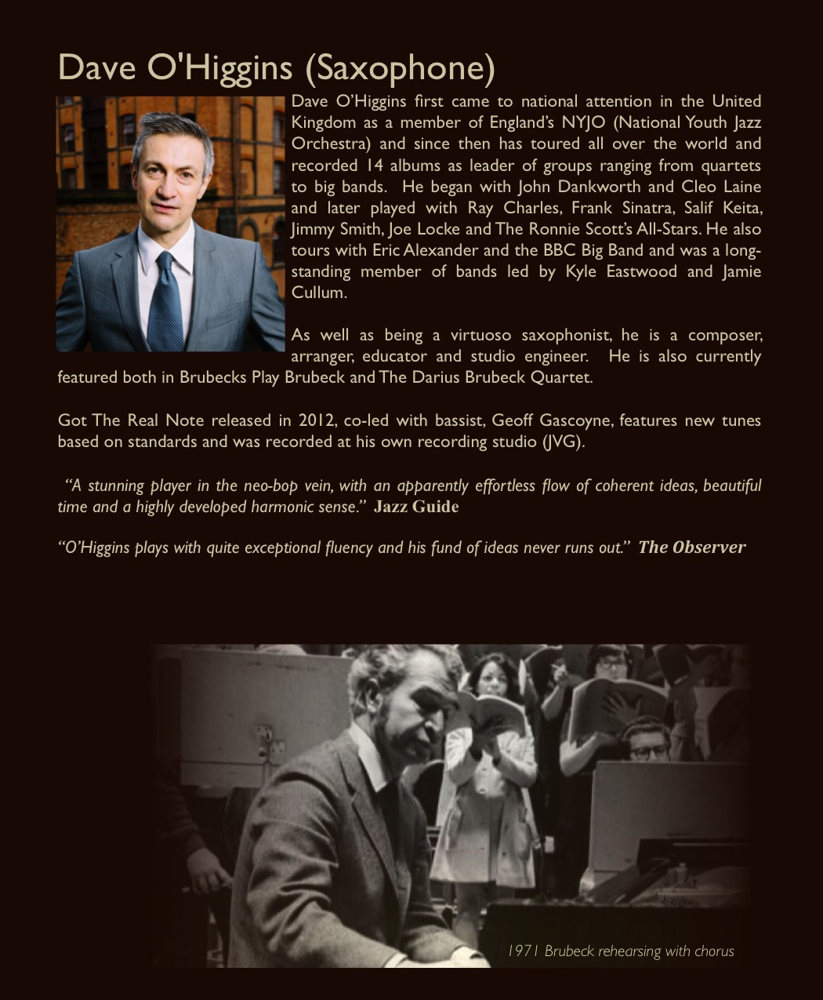 Dave O'Higgins (Saxophone)
Dave O’Higgins first came to national attention in the United
Kingdom as a member of England’s NYJO (National Youth Jazz
Orchestra) and since then has toured all over the world and
recorded 14 albums as leader of groups ranging from quartets
to big bands.  He began with John Dankworth and Cleo Laine
and later played with Ray Charles, Frank Sinatra, Salif Keita,
Jimmy Smith, Joe Locke and The Ronnie Scott’s All-Stars. He also
tours with Eric Alexander and the BBC Big Band and was a long-
standing member of bands led by Kyle Eastwood and Jamie
Cullum.
As well as being a virtuoso saxophonist, he is a composer,
arranger, educator and studio engineer.  He is also currently
featured both in Brubecks Play Brubeck and The Darius Brubeck Quartet.
Got The Real Note released in 2012, co-led with bassist, Geoff Gascoyne, features new tunes
based on standards and was recorded at his own recording studio (JVG).
“A stunning player in the neo-bop vein, with an apparently effortless flow of coherent ideas, beautiful
time and a highly developed harmonic sense.” Jazz Guide
“O’Higgins plays with quite exceptional fluency and his fund of ideas never runs out.” The Observer
1971 Brubeck rehearsing with chorus